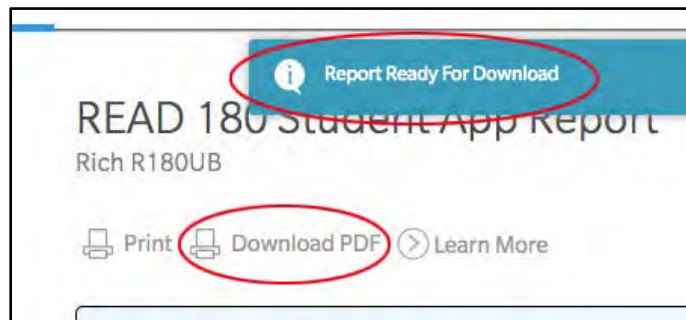 Report Ready For Download
READ 180 Student App Report
Rich R180UB
Print Download PDF Learn More